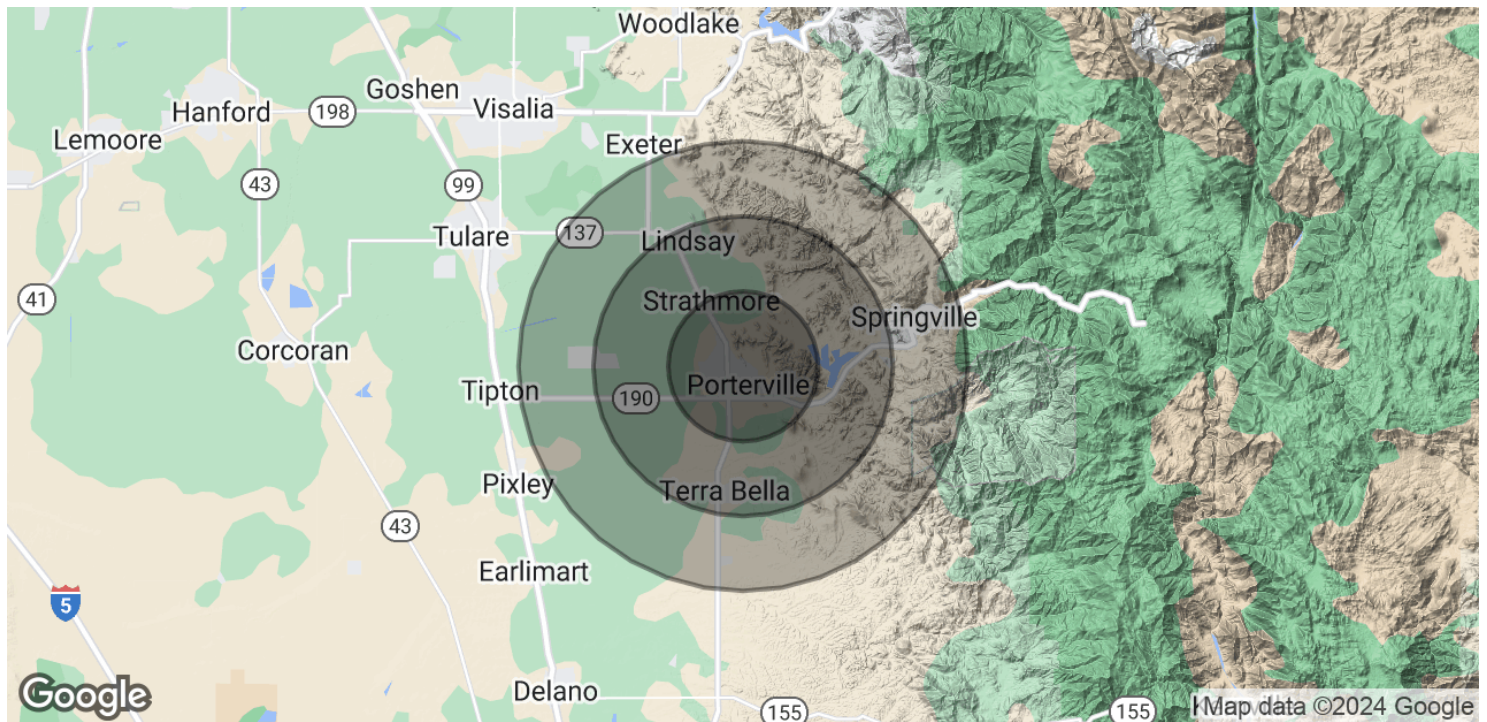 Woodlake
Goshen
Visalia
Hanford
198
Lemoore
Exeter
43
99
137
Tulare
Lindsay
41
Strathmore
Springville
Corcoran
Tipton
190
Porterville
Pixley
Terra Bella
43
Earlimart
5
Delano
155
155
Google
Map data ©2024 Google